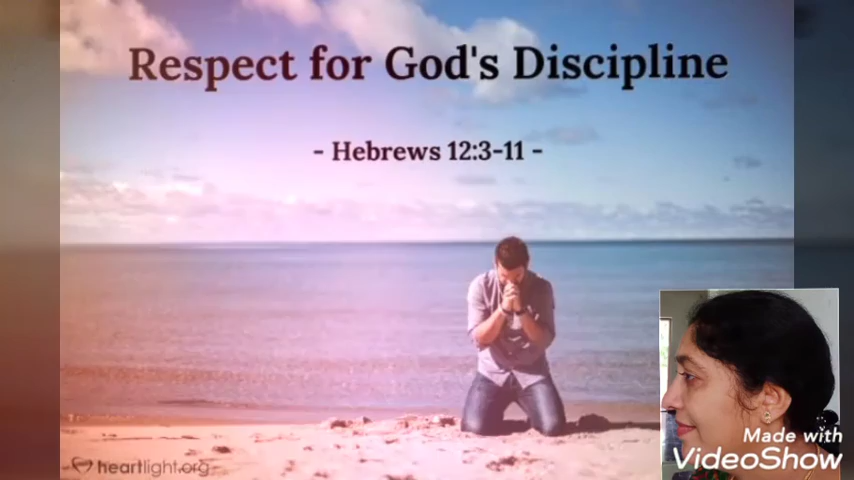 Respect for God's Discipline
- Hebrews 12:3-11 -
heartlight.org
Made with
VideoShow